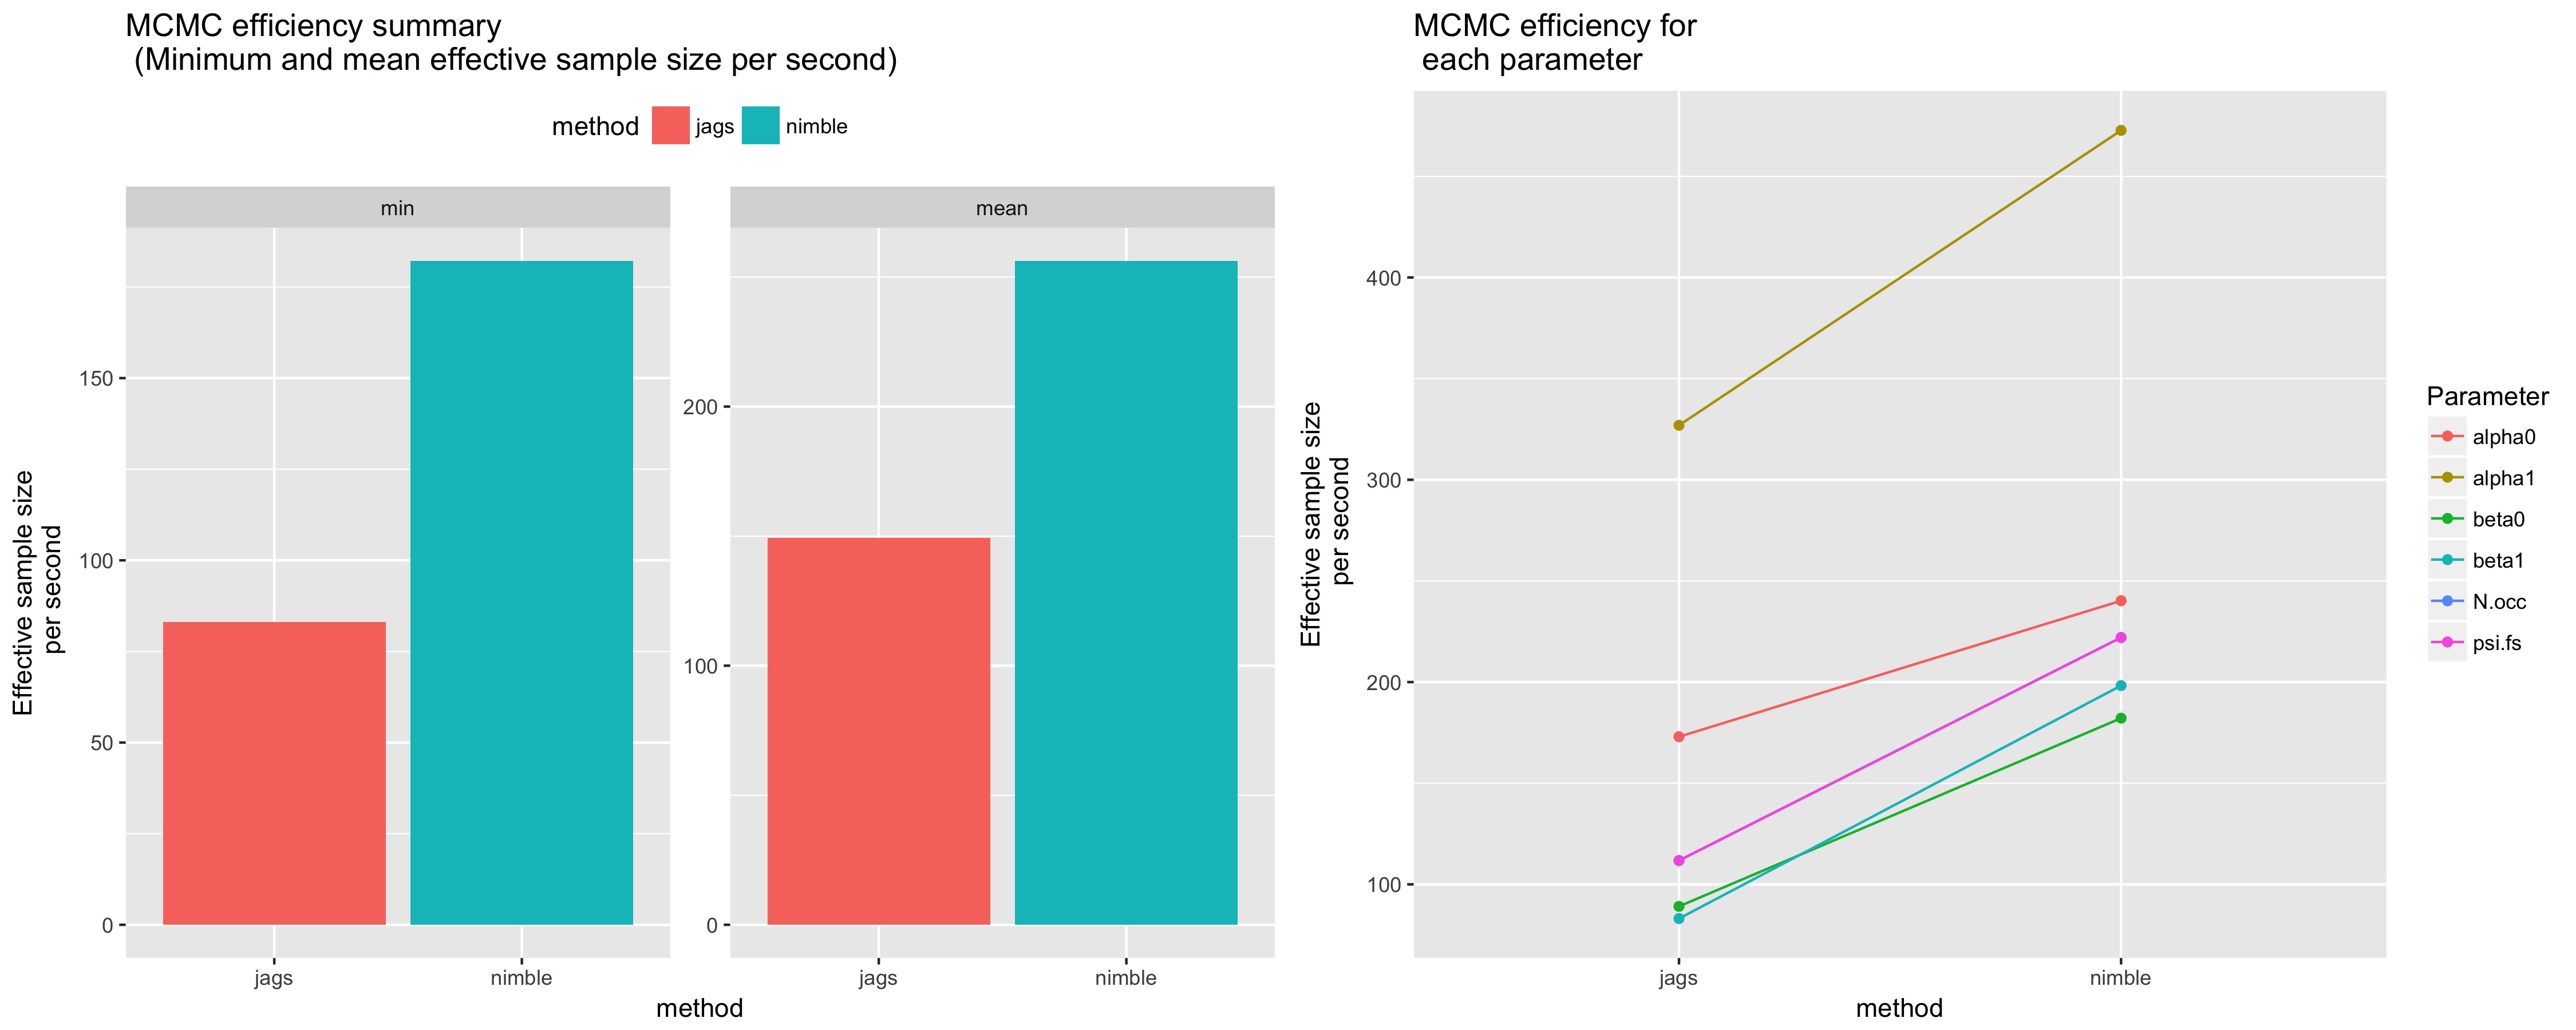 MCMC efficiency summary
(Minimum and mean effective sample size per second)
method jags nimble
min
mean
Effective sample size
per second
150
100
50
0
200
100
0
jags
nimble
jags
nimble
method
MCMC efficiency for
each parameter
Effective sample size
per second
400
300
200
100
jags
nimble
method
Parameter
alpha0
alpha1
beta0
beta1
N.occ
psi.fs